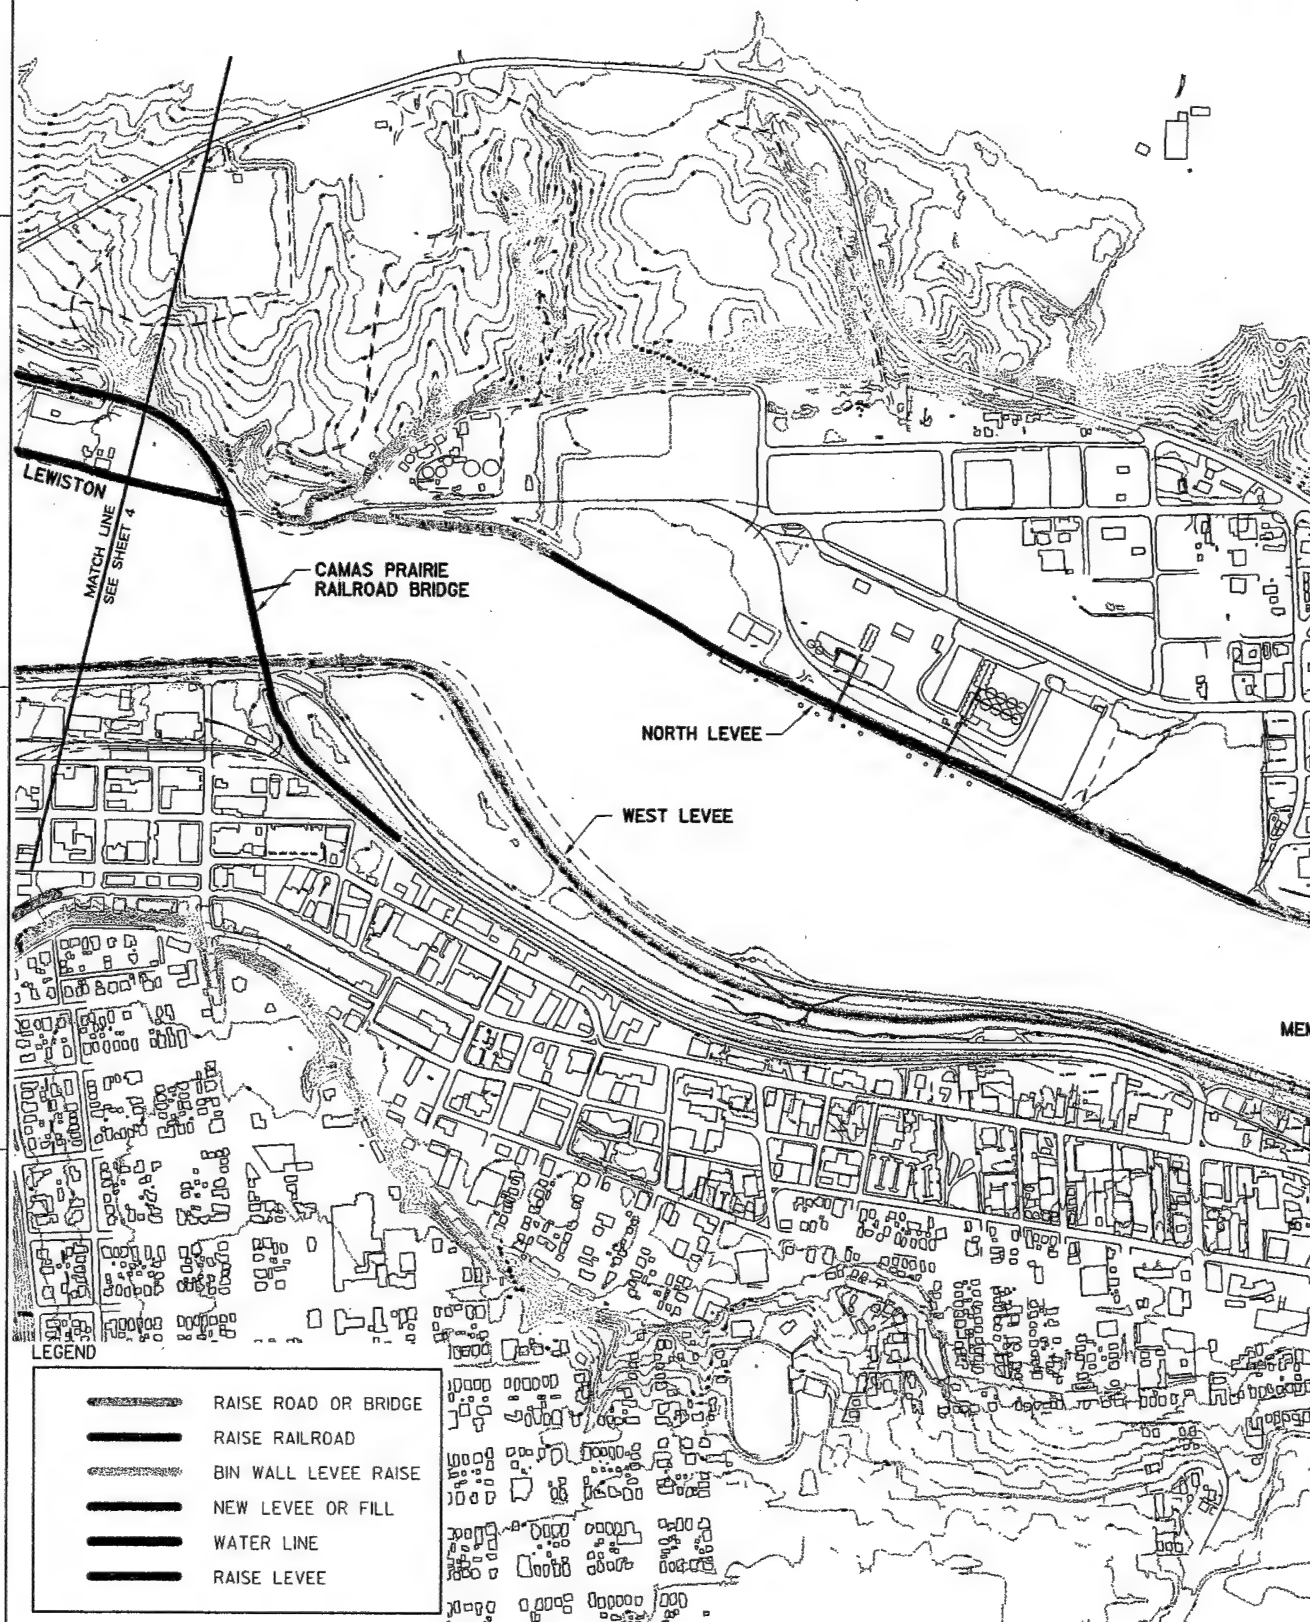 LEWISTON
MATCH LINE
SEE SHEET 4
CAMAS PRAIRIE
RAILROAD BRIDGE
NORTH LEVEE
WEST LEVEE
MEM
LEGEND
RAISE ROAD OR BRIDGE
RAISE RAILROAD
BIN WALL LEVEE RAISE
NEW LEVEE OR FILL
WATER LINE
RAISE LEVEE